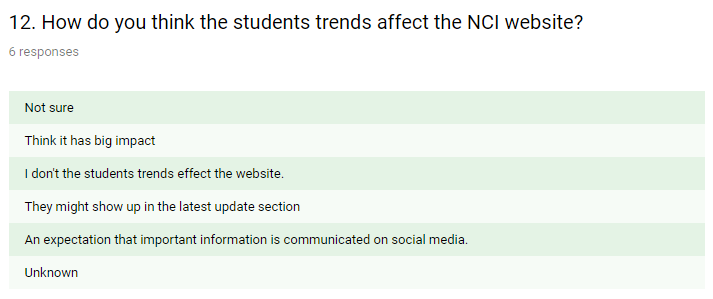 12. How do you think the students trends affect the NCI website?
6 responses
Not sure
Think it has big impact
I don't the students trends effect the website.
They might show up in the latest update section
An expectation that important information is communicated on social media.
Unknown